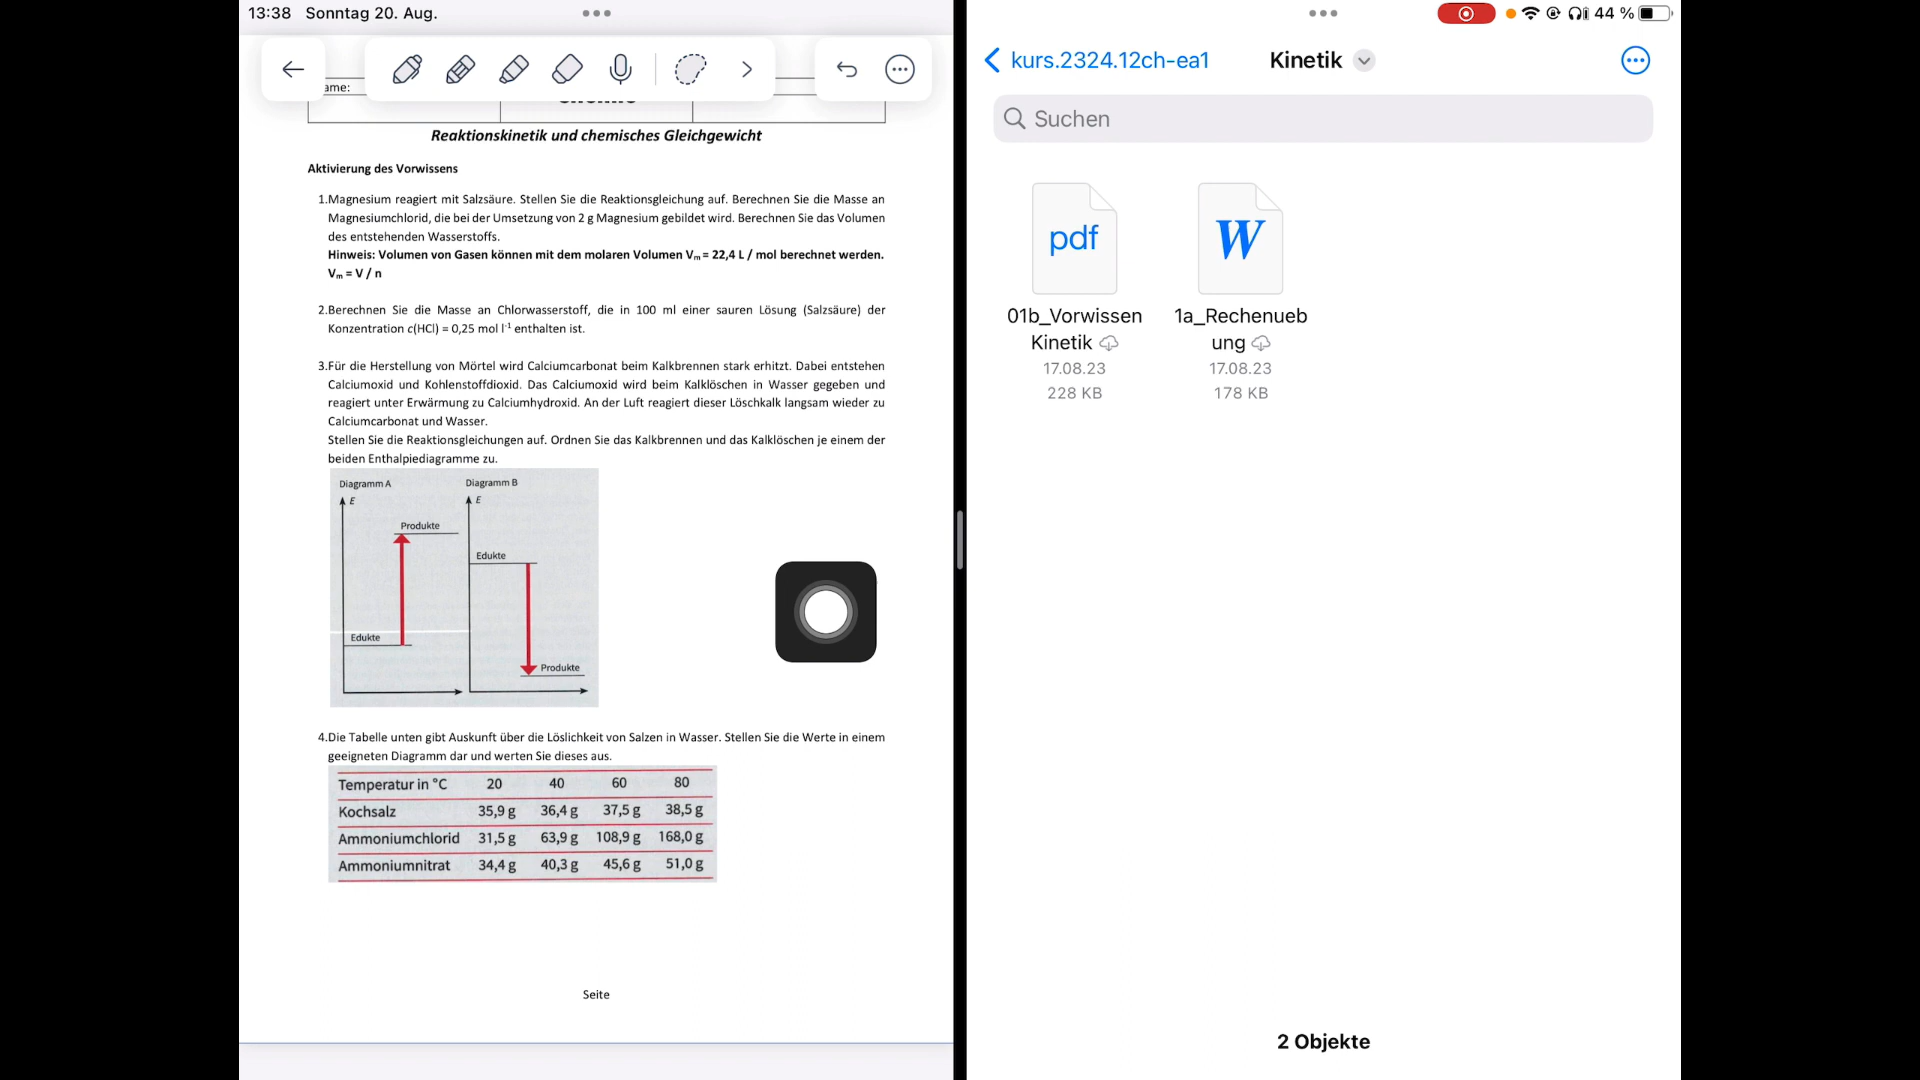 13:38 Sonntag 20. Aug.
44 %
ame:
Reaktionskinetik und chemisches Gleichgewicht
Aktivierung des Vorwissens
1.Magnesium reagiert mit Salzsäure. Stellen Sie die Reaktionsgleichung auf. Berechnen Sie die Masse an
Magnesiumchlorid, die bei der Umsetzung von 2 g Magnesium gebildet wird. Berechnen Sie das Volumen
des entstehenden Wasserstoffs.
Hinweis: Volumen von Gasen können mit dem molaren Volumen Vₘ = 22,4 L / mol berechnet werden.
Vₘ = V / n
2.Berechnen Sie die Masse an Chlorwasserstoff, die in 100 ml einer sauren Lösung (Salzsäure) der
Konzentration c(HCl) = 0,25 mol l⁻¹ enthalten ist.
3.Für die Herstellung von Mörtel wird Calciumcarbonat beim Kalkbrennen stark erhitzt. Dabei entstehen
Calciumoxid und Kohlenstoffdioxid. Das Calciumoxid wird beim Kalklöschen in Wasser gegeben und
reagiert unter Erwärmung zu Calciumhydroxid. An der Luft reagiert dieser Löschkalk langsam wieder zu
Calciumcarbonat und Wasser.
Stellen Sie die Reaktionsgleichungen auf. Ordnen Sie das Kalkbrennen und das Kalklöschen je einem der
beiden Enthalpiediagramme zu.
Diagramm A
E
Produkte
Edukte
Diagramm B
E
Edukte
Produkte
4.Die Tabelle unten gibt Auskunft über die Löslichkeit von Salzen in Wasser. Stellen Sie die Werte in einem
geeigneten Diagramm dar und werten Sie dieses aus.
Temperatur in °C 20 40 60 80
Kochsalz 35,9 g 36,4 g 37,5 g 38,5 g
Ammoniumchlorid 31,5 g 63,9 g 108,9 g 168,0 g
Ammoniumnitrat 34,4 g 40,3 g 45,6 g 51,0 g
Seite
kurs.2324.12ch-ea1
Kinetik
Suchen
pdf
01b_Vorwissen
Kinetik
17.08.23
228 KB
W
1a_Rechenueb
ung
17.08.23
178 KB
2 Objekte